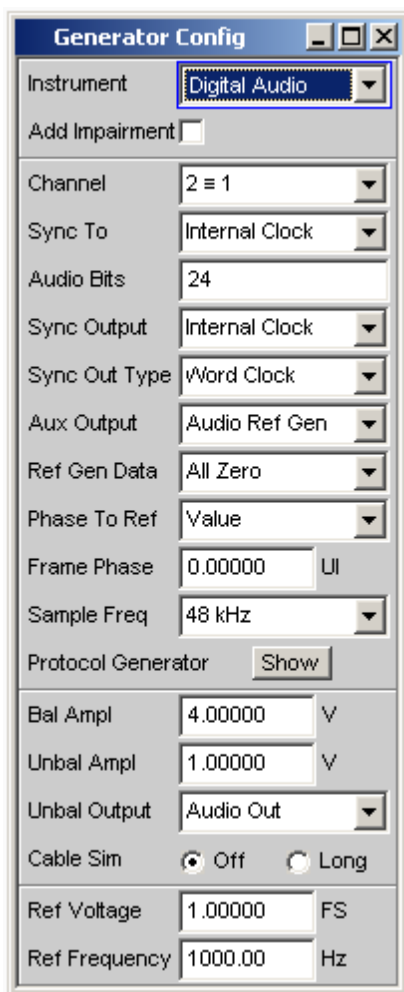 Generator Config
Instrument Digital Audio
Add Impairment
Channel 2 ≡ 1
Sync To Internal Clock
Audio Bits 24
Sync Output Internal Clock
Sync Out Type Word Clock
Aux Output Audio Ref Gen
Ref Gen Data All Zero
Phase To Ref Value
Frame Phase 0.00000 UI
Sample Freq 48 kHz
Protocol Generator Show
Bal Ampl 4.00000 V
Unbal Ampl 1.00000 V
Unbal Output Audio Out
Cable Sim Off Long
Ref Voltage 1.00000 FS
Ref Frequency 1000.00 Hz